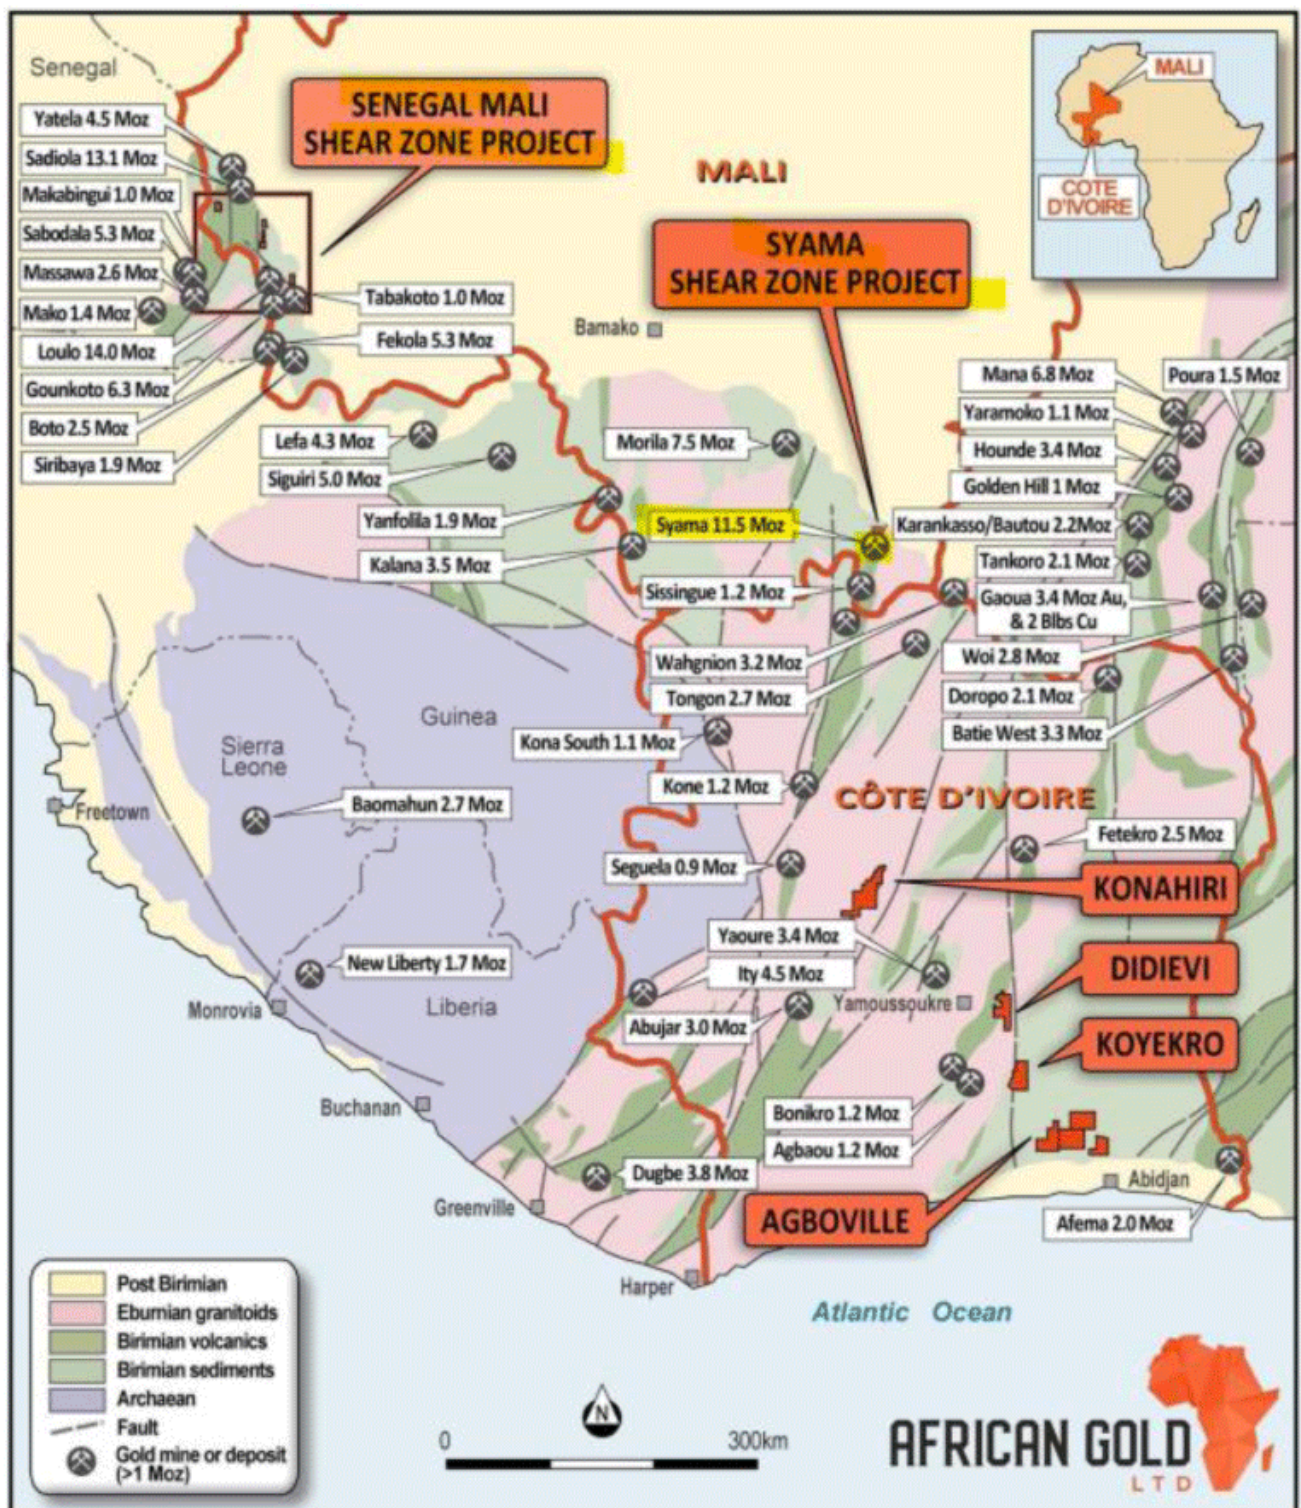 Senegal
Yatela 4.5 Moz
Sadiola 13.1 Moz
Makabingui 1.0 Moz
Sabodala 5.3 Moz
Massawa 2.6 Moz
Mako 1.4 Moz
Loulo 14.0 Moz
Gounkoto 6.3 Moz
Boto 2.5 Moz
Siribaya 1.9 Moz
SENEGAL MALI
SHEAR ZONE PROJECT
Tabakoto 1.0 Moz
Fekola 5.3 Moz
MALI
SYAMA
SHEAR ZONE PROJECT
MALI
COTE
D'IVOIRE
Bamako
Lefa 4.3 Moz
Siguiri 5.0 Moz
Yanfolila 1.9 Moz
Kalana 3.5 Moz
Morila 7.5 Moz
Syama 11.5 Moz
Sissingue 1.2 Moz
Wahgnion 3.2 Moz
Tongon 2.7 Moz
Mana 6.8 Moz
Poura 1.5 Moz
Yaramoko 1.1 Moz
Hounde 3.4 Moz
Golden Hill 1 Moz
Karankasso/Bautou 2.2Moz
Tankoro 2.1 Moz
Gaoua 3.4 Moz Au,
& 2 Blbs Cu
Woi 2.8 Moz
Doropo 2.1 Moz
Batie West 3.3 Moz
Guinea
Sierra
Leone
Kona South 1.1 Moz
Kone 1.2 Moz
CÔTE D'IVOIRE
Freetown
Baomahun 2.7 Moz
Fetekro 2.5 Moz
Seguela 0.9 Moz
KONAHIRI
Yaoure 3.4 Moz
New Liberty 1.7 Moz
Ity 4.5 Moz
DIDIEVI
Monrovia
Liberia
Abujar 3.0 Moz
Yamoussoukre
KOYEKRO
Buchanan
Bonikro 1.2 Moz
Agbaou 1.2 Moz
Dugbe 3.8 Moz
Abidjan
Greenville
AGBOVILLE
Afema 2.0 Moz
Harper
Atlantic Ocean
Post Birimian
Eburnian granitoids
Birimian volcanics
Birimian sediments
Archaean
Fault
Gold mine or deposit
(>1 Moz)
N
0 300km
AFRICAN GOLD
LTD